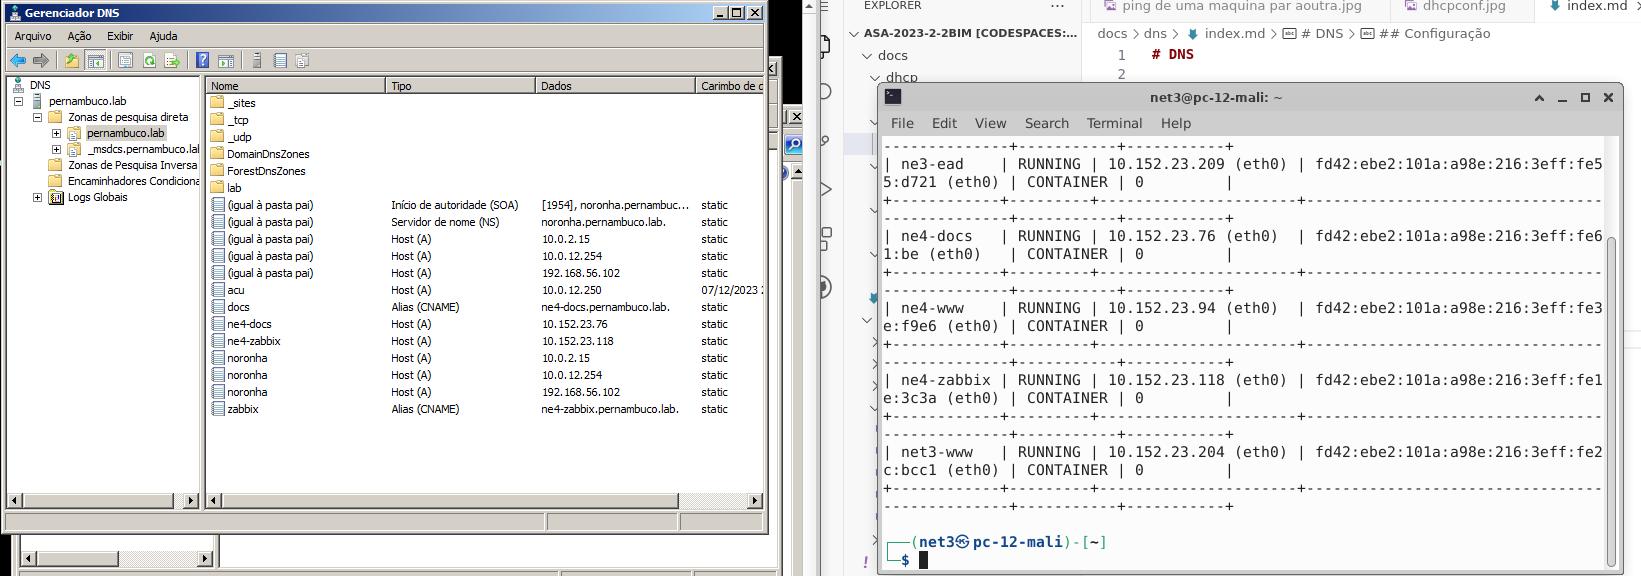 Gerenciador DNS
Arquivo Ação Exibir Ajuda
DNS
pernambuco.lab
Zonas de pesquisa direta
pernambuco.lab
_msdcs.pernambuco.lal
Zonas de Pesquisa Inversa
Encaminhadores Condiciona
Logs Globais
Nome Tipo Dados Carimbo de d
_sites
_tcp
_udp
DomainDnsZones
ForestDnsZones
lab
(igual à pasta pai) Início de autoridade (SOA) [1954], noronha.pernambuc... static
(igual à pasta pai) Servidor de nome (NS) noronha.pernambuco.lab. static
(igual à pasta pai) Host (A) 10.0.2.15 static
(igual à pasta pai) Host (A) 10.0.12.254 static
(igual à pasta pai) Host (A) 192.168.56.102 static
acu Host (A) 10.0.12.250 07/12/2023 2
docs Alias (CNAME) ne4-docs.pernambuco.lab. static
ne4-docs Host (A) 10.152.23.76 static
ne4-zabbix Host (A) 10.152.23.118 static
noronha Host (A) 10.0.2.15 static
noronha Host (A) 10.0.12.254 static
noronha Host (A) 192.168.56.102 static
zabbix Alias (CNAME) ne4-zabbix.pernambuco.lab. static
EXPLORER ...
ASA-2023-2-2BIM [CODESPACES:...
docs
dhcp
!
ping de uma maquina par aoutra.jpg dhcpconf.jpg index.md
docs > dns > index.md > # DNS > ## Configuração
1 # DNS
2
net3@pc-12-mali: ~
File Edit View Search Terminal Help
-------------+----------+-----------+
| ne3-ead | RUNNING | 10.152.23.209 (eth0) | fd42:ebe2:101a:a98e:216:3eff:fe5
5:d721 (eth0) | CONTAINER | 0 |
+------------+---------+----------------------+---------------------------------
-------------+-----------+-----------+
| ne4-docs | RUNNING | 10.152.23.76 (eth0) | fd42:ebe2:101a:a98e:216:3eff:fe6
1:be (eth0) | CONTAINER | 0 |
+------------+---------+----------------------+---------------------------------
-------------+-----------+-----------+
| ne4-www | RUNNING | 10.152.23.94 (eth0) | fd42:ebe2:101a:a98e:216:3eff:fe3
e:f9e6 (eth0) | CONTAINER | 0 |
+------------+---------+----------------------+---------------------------------
-------------+-----------+-----------+
| ne4-zabbix | RUNNING | 10.152.23.118 (eth0) | fd42:ebe2:101a:a98e:216:3eff:fe1
e:3c3a (eth0) | CONTAINER | 0 |
+------------+---------+----------------------+---------------------------------
-------------+-----------+-----------+
| net3-www | RUNNING | 10.152.23.204 (eth0) | fd42:ebe2:101a:a98e:216:3eff:fe2
c:bcc1 (eth0) | CONTAINER | 0 |
+------------+---------+----------------------+---------------------------------
-------------+-----------+-----------+
┌──(net3㉿pc-12-mali)-[~]
└─$